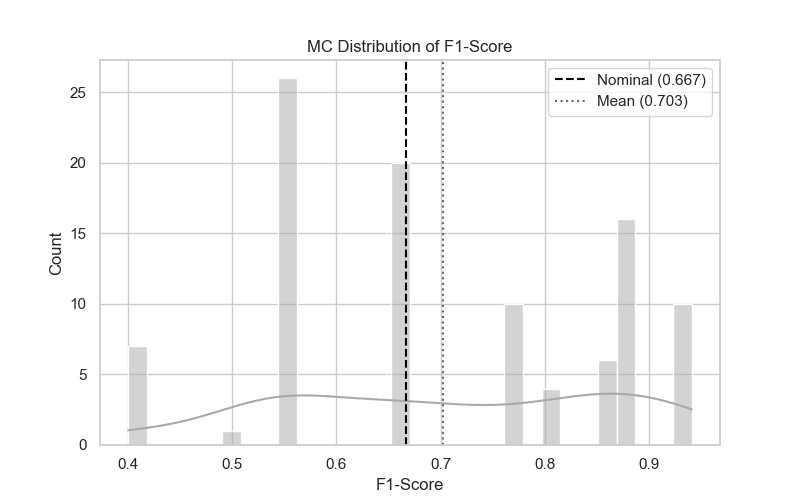 MC Distribution of F1-Score
Nominal (0.667)
Mean (0.703)
25
20
15
10
5
0
Count
0.4 0.5 0.6 0.7 0.8 0.9
F1-Score